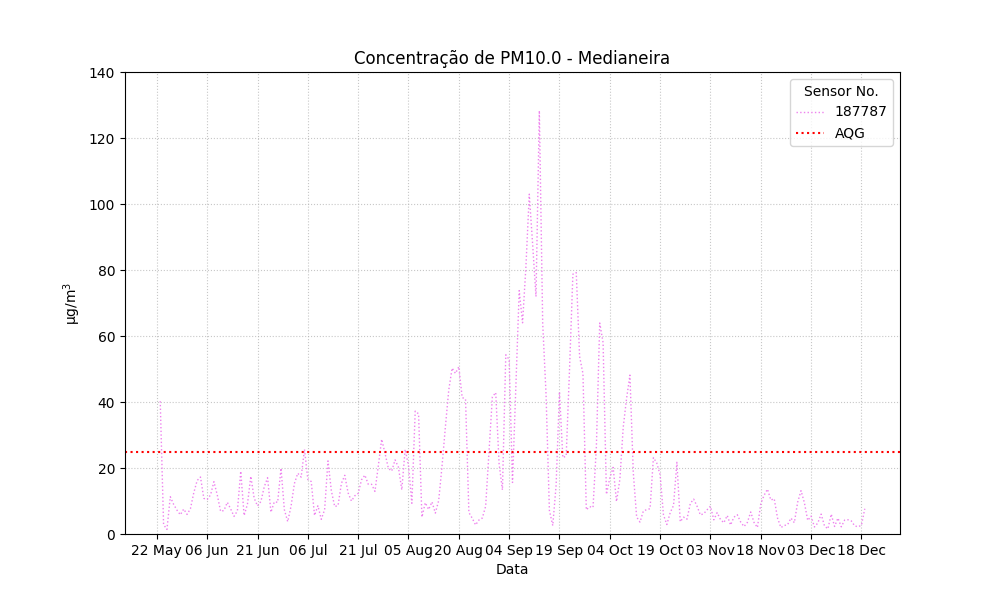 Concentração de PM10.0 - Medianeira
140
120
100
80
60
40
20
0
µg/m³
Sensor No.
187787
AQG
22 May 06 Jun 21 Jun 06 Jul 21 Jul 05 Aug 20 Aug 04 Sep 19 Sep 04 Oct 19 Oct 03 Nov 18 Nov 03 Dec 18 Dec
Data